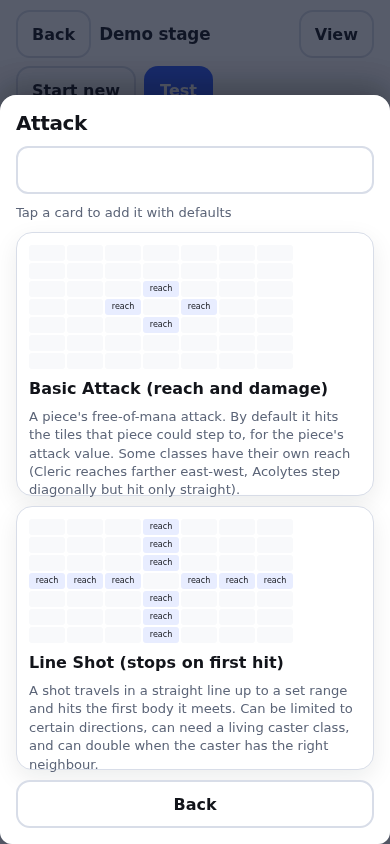 Back Demo stage View
Start new Test
Attack
Tap a card to add it with defaults
reach
reach reach
reach
Basic Attack (reach and damage)
A piece's free-of-mana attack. By default it hits
the tiles that piece could step to, for the piece's
attack value. Some classes have their own reach
(Cleric reaches farther east-west, Acolytes step
diagonally but hit only straight).
reach
reach
reach
reach reach reach reach reach reach
reach
reach
reach
Line Shot (stops on first hit)
A shot travels in a straight line up to a set range
and hits the first body it meets. Can be limited to
certain directions, can need a living caster class,
and can double when the caster has the right
neighbour.
Back